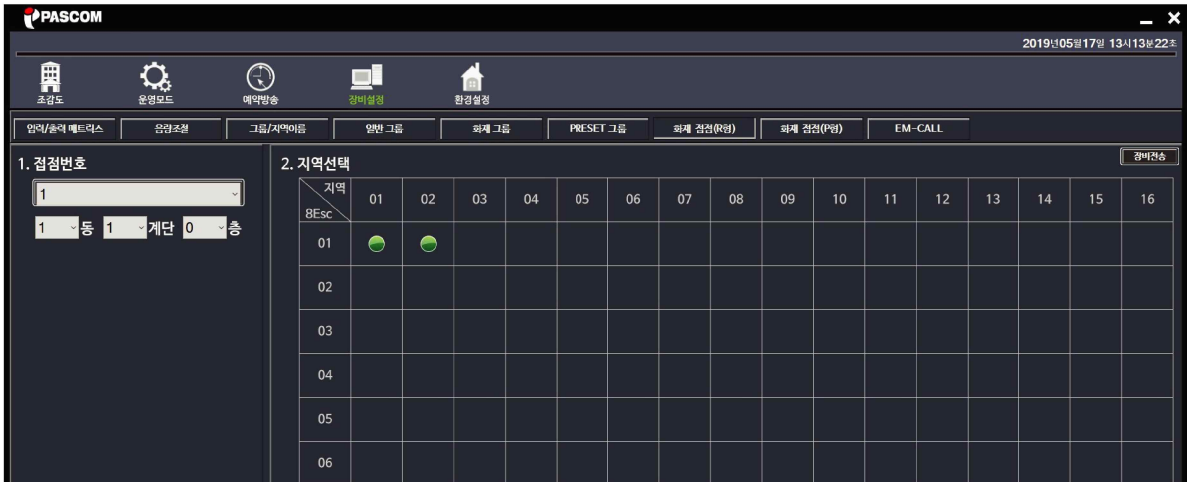 iPASCOM
2019년05월17일 13시13분22초
조감도 운영모드 예약방송 장비설정 환경설정
입력/출력 매트릭스 음량조절 그룹/지역이름 일반 그룹 화재 그룹 PRESET 그룹 화재 접점(R형) 화재 접점(P형) EM-CALL
1. 접점번호
1
1 동 1 계단 0 층
2. 지역선택
장비전송
지역 01 02 03 04 05 06 07 08 09 10 11 12 13 14 15 16
8Esc
01
02
03
04
05
06